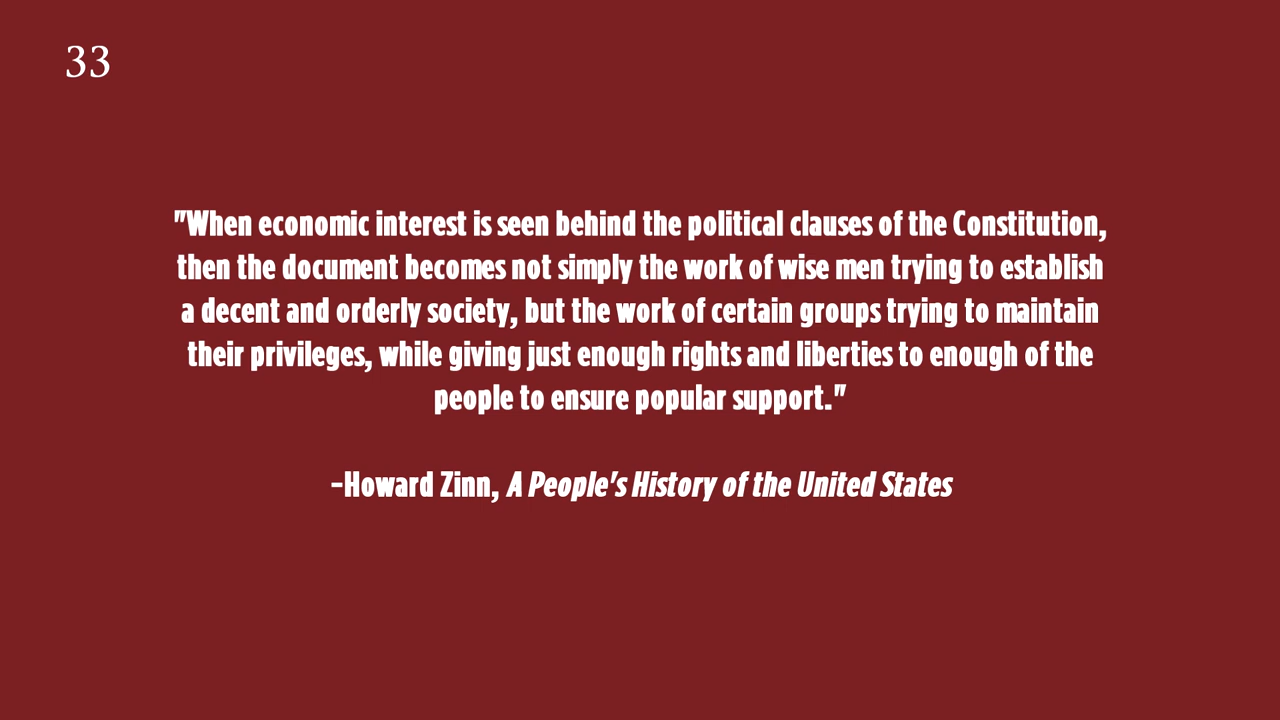 33
"When economic interest is seen behind the political clauses of the Constitution,
then the document becomes not simply the work of wise men trying to establish
a decent and orderly society, but the work of certain groups trying to maintain
their privileges, while giving just enough rights and liberties to enough of the
people to ensure popular support."
-Howard Zinn, A People's History of the United States